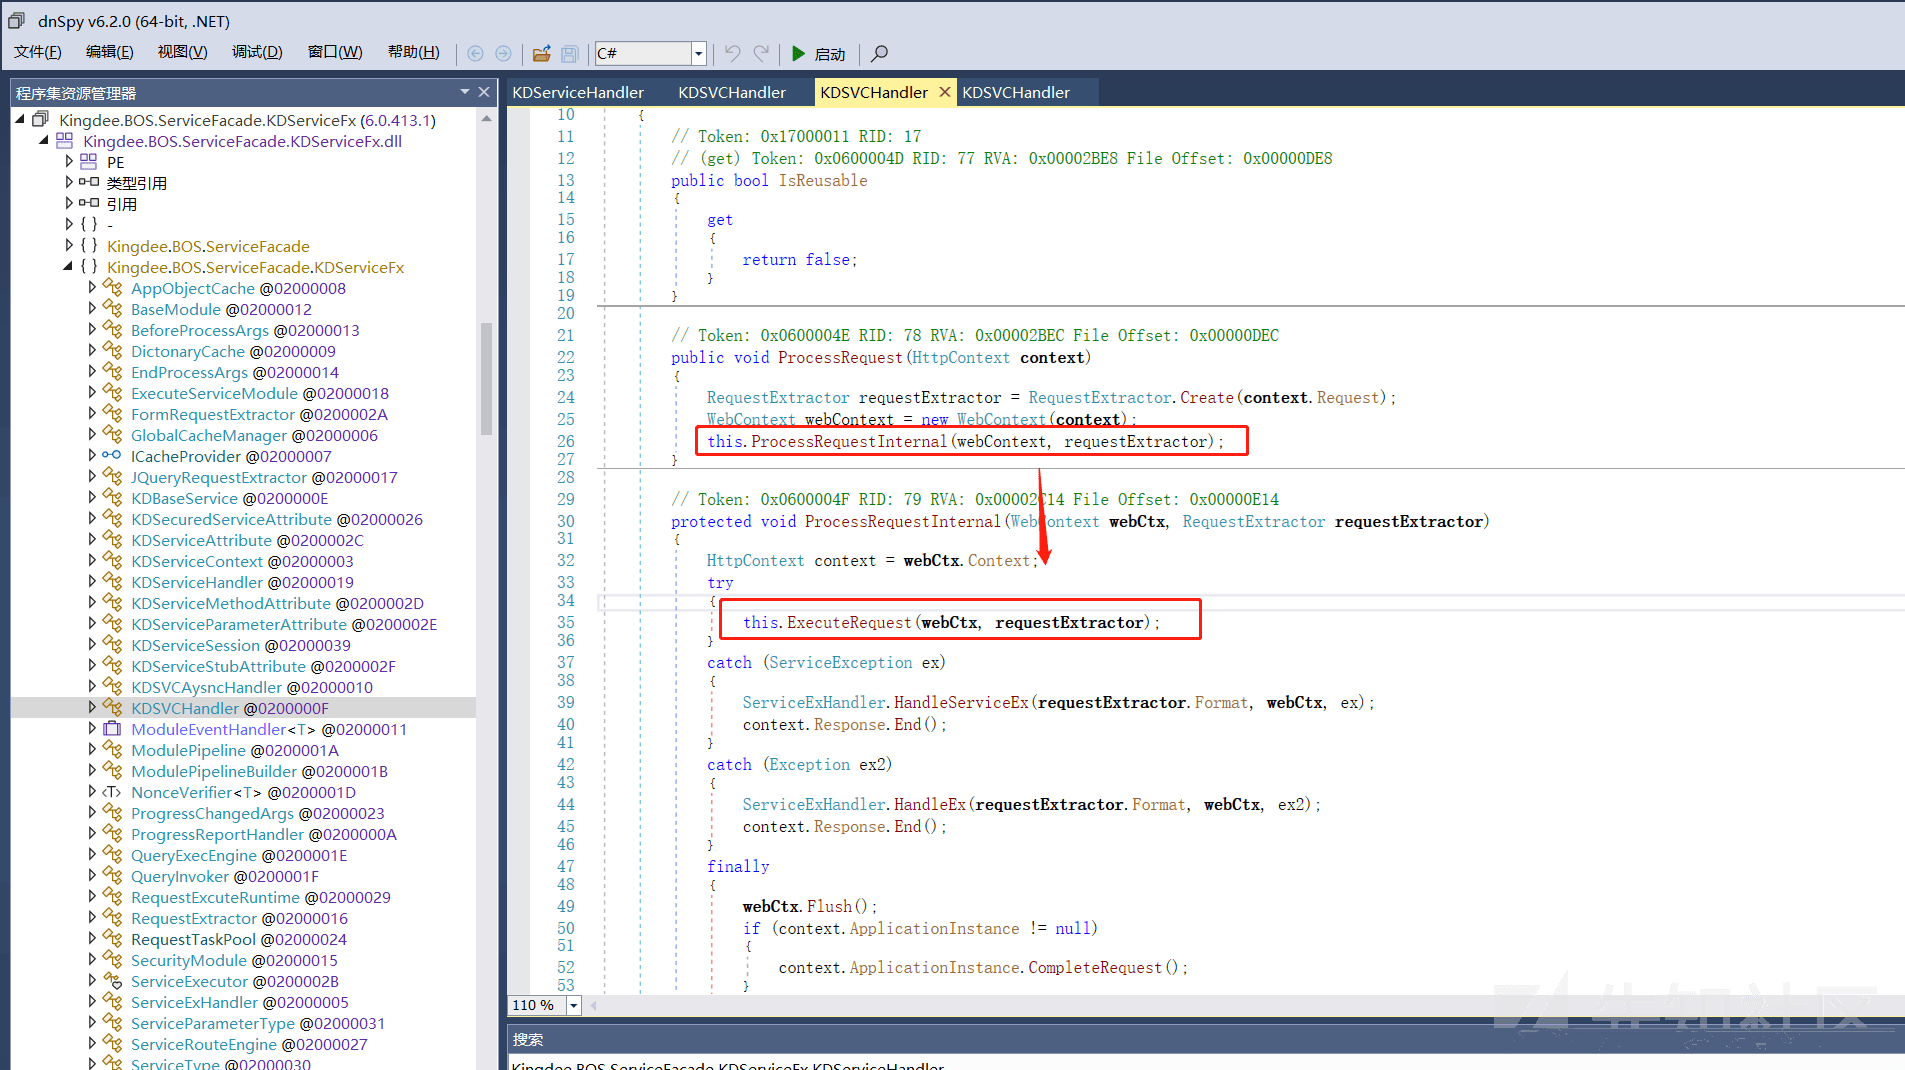 dnSpy v6.2.0 (64-bit, .NET)
文件(F) 编辑(E) 视图(V) 调试(D) 窗口(W) 帮助(H) C# 启动
程序集资源管理器
Kingdee.BOS.ServiceFacade.KDServiceFx (6.0.413.1)
Kingdee.BOS.ServiceFacade.KDServiceFx.dll
PE
类型引用
引用
{ } -
{ } Kingdee.BOS.ServiceFacade
{ } Kingdee.BOS.ServiceFacade.KDServiceFx
AppObjectCache @02000008
BaseModule @02000012
BeforeProcessArgs @02000013
DictonaryCache @02000009
EndProcessArgs @02000014
ExecuteServiceModule @02000018
FormRequestExtractor @0200002A
GlobalCacheManager @02000006
ICacheProvider @02000007
JQueryRequestExtractor @02000017
KDBaseService @0200000E
KDSecuredServiceAttribute @02000026
KDServiceAttribute @0200002C
KDServiceContext @02000003
KDServiceHandler @02000019
KDServiceMethodAttribute @0200002D
KDServiceParameterAttribute @0200002E
KDServiceSession @02000039
KDServiceStubAttribute @0200002F
KDSVCAysncHandler @02000010
KDSVCHandler @0200000F
ModuleEventHandler<T> @02000011
ModulePipeline @0200001A
ModulePipelineBuilder @0200001B
<T> NonceVerifier<T> @0200001D
ProgressChangedArgs @02000023
ProgressReportHandler @0200000A
QueryExecEngine @0200001E
QueryInvoker @0200001F
RequestExcuteRuntime @02000029
RequestExtractor @02000016
RequestTaskPool @02000024
SecurityModule @02000015
ServiceExecutor @0200002B
ServiceExHandler @02000005
ServiceParameterType @02000031
ServiceRouteEngine @02000027
ServiceType @02000030
KDServiceHandler KDSVCHandler KDSVCHandler KDSVCHandler
10 {
11 // Token: 0x17000011 RID: 17
12 // (get) Token: 0x0600004D RID: 77 RVA: 0x00002BE8 File Offset: 0x00000DE8
13 public bool IsReusable
14 {
15 get
16 {
17 return false;
18 }
19 }
20
21 // Token: 0x0600004E RID: 78 RVA: 0x00002BEC File Offset: 0x00000DEC
22 public void ProcessRequest(HttpContext context)
23 {
24 RequestExtractor requestExtractor = RequestExtractor.Create(context.Request);
25 WebContext webContext = new WebContext(context);
26 this.ProcessRequestInternal(webContext, requestExtractor);
27 }
28
29 // Token: 0x0600004F RID: 79 RVA: 0x00002C14 File Offset: 0x00000E14
30 protected void ProcessRequestInternal(WebContext webCtx, RequestExtractor requestExtractor)
31 {
32 HttpContext context = webCtx.Context;
33 try
34 {
35 this.ExecuteRequest(webCtx, requestExtractor);
36 }
37 catch (ServiceException ex)
38 {
39 ServiceExHandler.HandleServiceEx(requestExtractor.Format, webCtx, ex);
40 context.Response.End();
41 }
42 catch (Exception ex2)
43 {
44 ServiceExHandler.HandleEx(requestExtractor.Format, webCtx, ex2);
45 context.Response.End();
46 }
47 finally
48 {
49 webCtx.Flush();
50 if (context.ApplicationInstance != null)
51 {
52 context.ApplicationInstance.CompleteRequest();
53 }
110 %
搜索
Kingdee.BOS.ServiceFacade.KDServiceFx.KDServiceHandler
先知社区